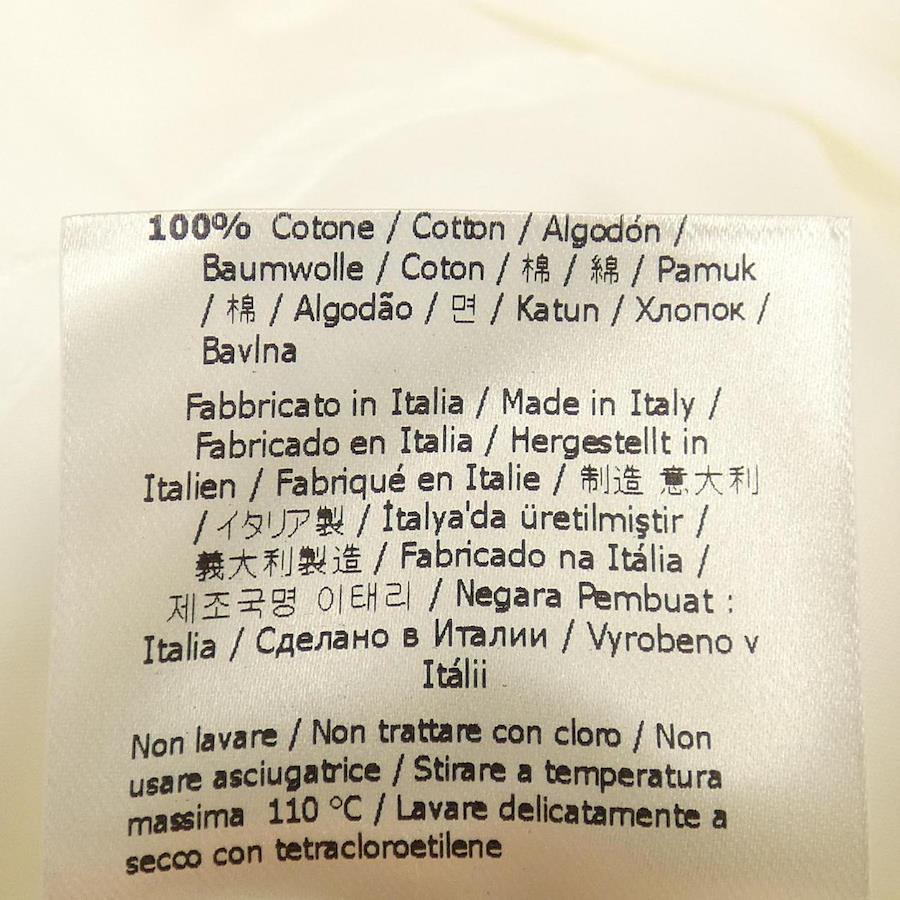 100% Cotone / Cotton / Algodón /
Baumwolle / Coton / 棉 / 綿 / Pamuk
/ 棉 / Algodão / 면 / Katun / Хлопок /
Bavlna
Fabbricato in Italia / Made in Italy /
Fabricado en Italia / Hergestellt in
Italien / Fabriqué en Italie / 制造 意大利
/ イタリア製 / İtalya'da üretilmiştir /
義大利製造 / Fabricado na Itália /
제조국명 이태리 / Negara Pembuat :
Italia / Сделано в Италии / Vyrobeno v
Itálii
Non lavare / Non trattare con cloro / Non
usare asciugatrice / Stirare a temperatura
massima 110 °C / Lavare delicatamente a
secco con tetracloroetilene